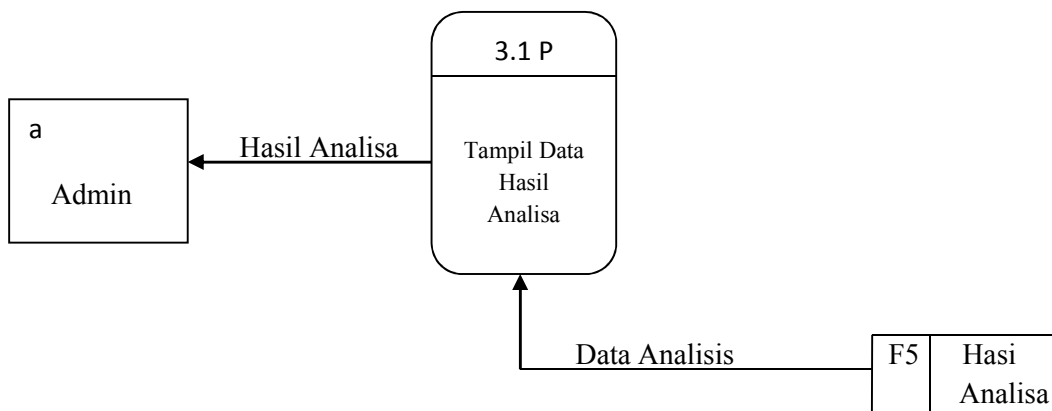 3.1 P
a
Hasil Analisa
Tampil Data
Hasil
Analisa
Admin
Data Analisis
F5
Hasi
Analisa